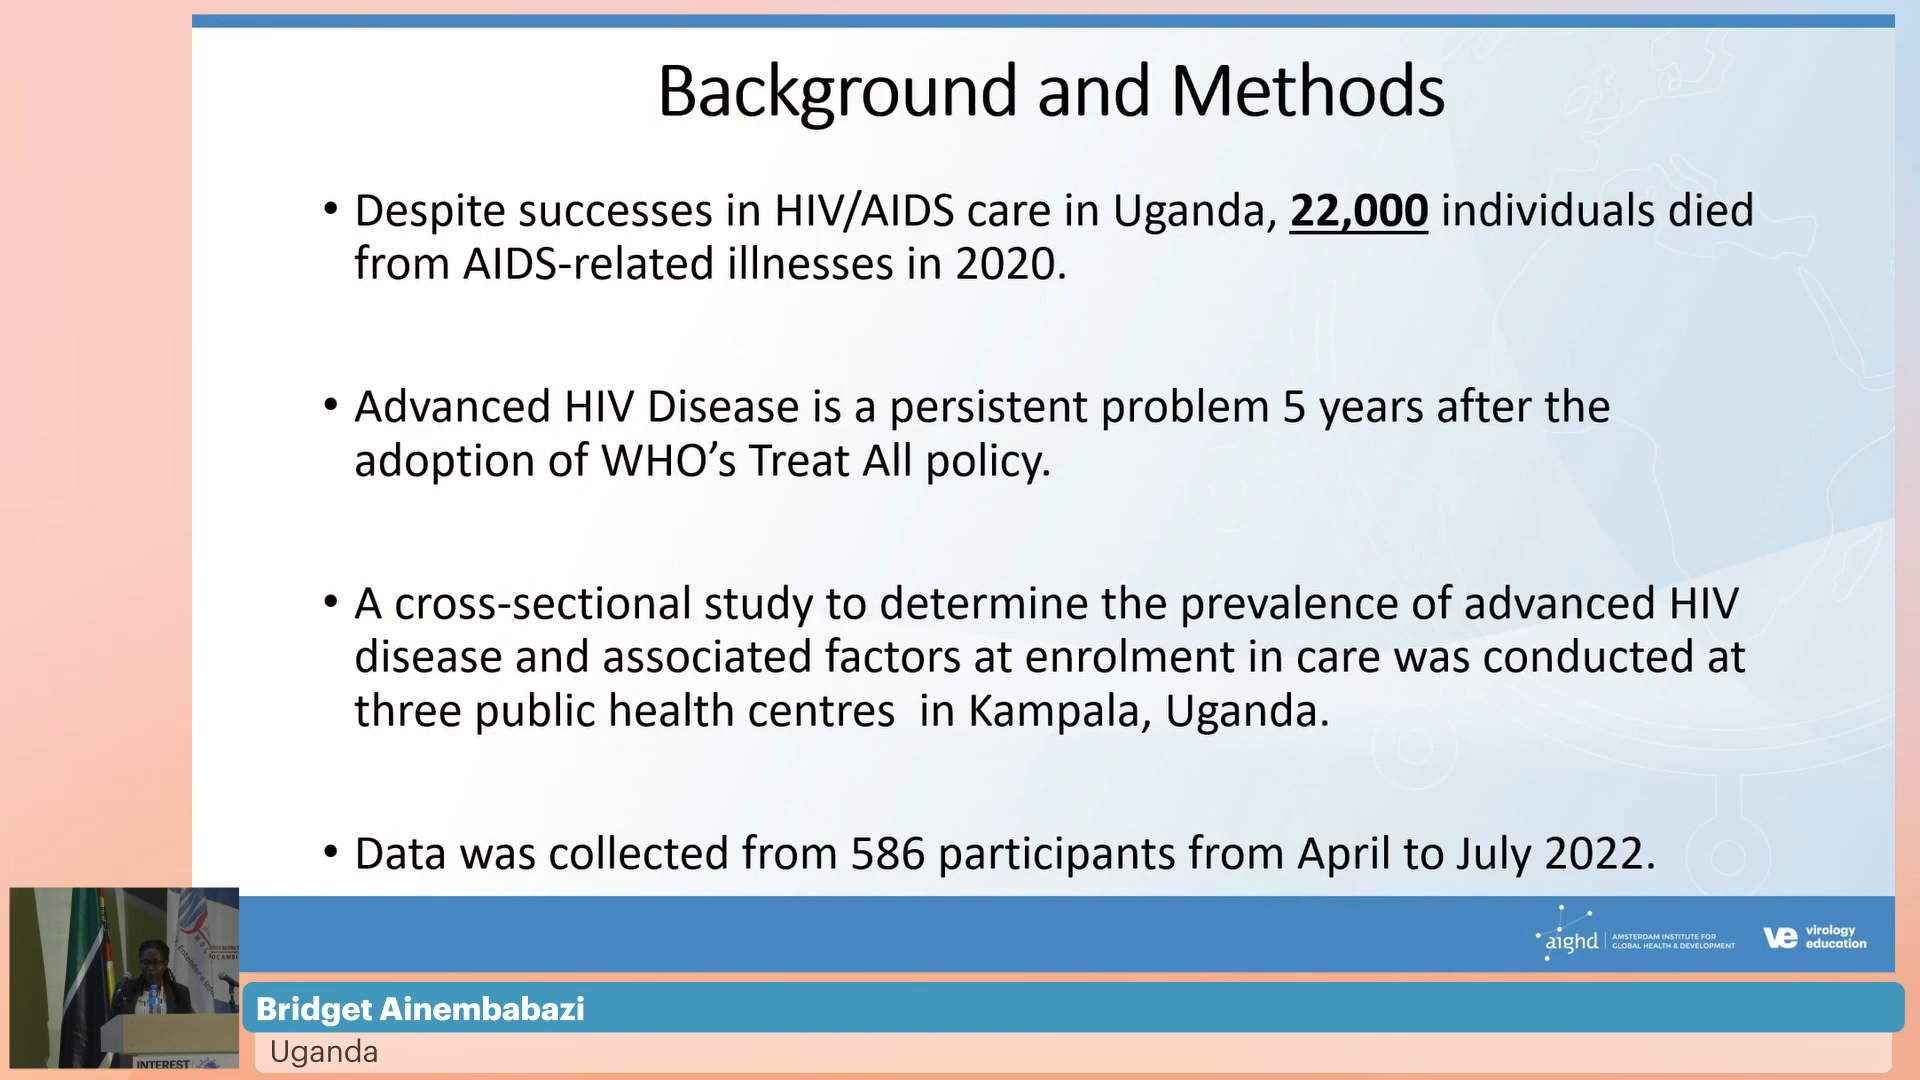 Background and Methods
• Despite successes in HIV/AIDS care in Uganda, 22,000 individuals died
from AIDS-related illnesses in 2020.
• Advanced HIV Disease is a persistent problem 5 years after the
adoption of WHO’s Treat All policy.
• A cross-sectional study to determine the prevalence of advanced HIV
disease and associated factors at enrolment in care was conducted at
three public health centres  in Kampala, Uganda.
• Data was collected from 586 participants from April to July 2022.
aighd
AMSTERDAM INSTITUTE FOR
GLOBAL HEALTH & DEVELOPMENT
ve
virology
education
Bridget Ainembabazi
Uganda
INTEREST